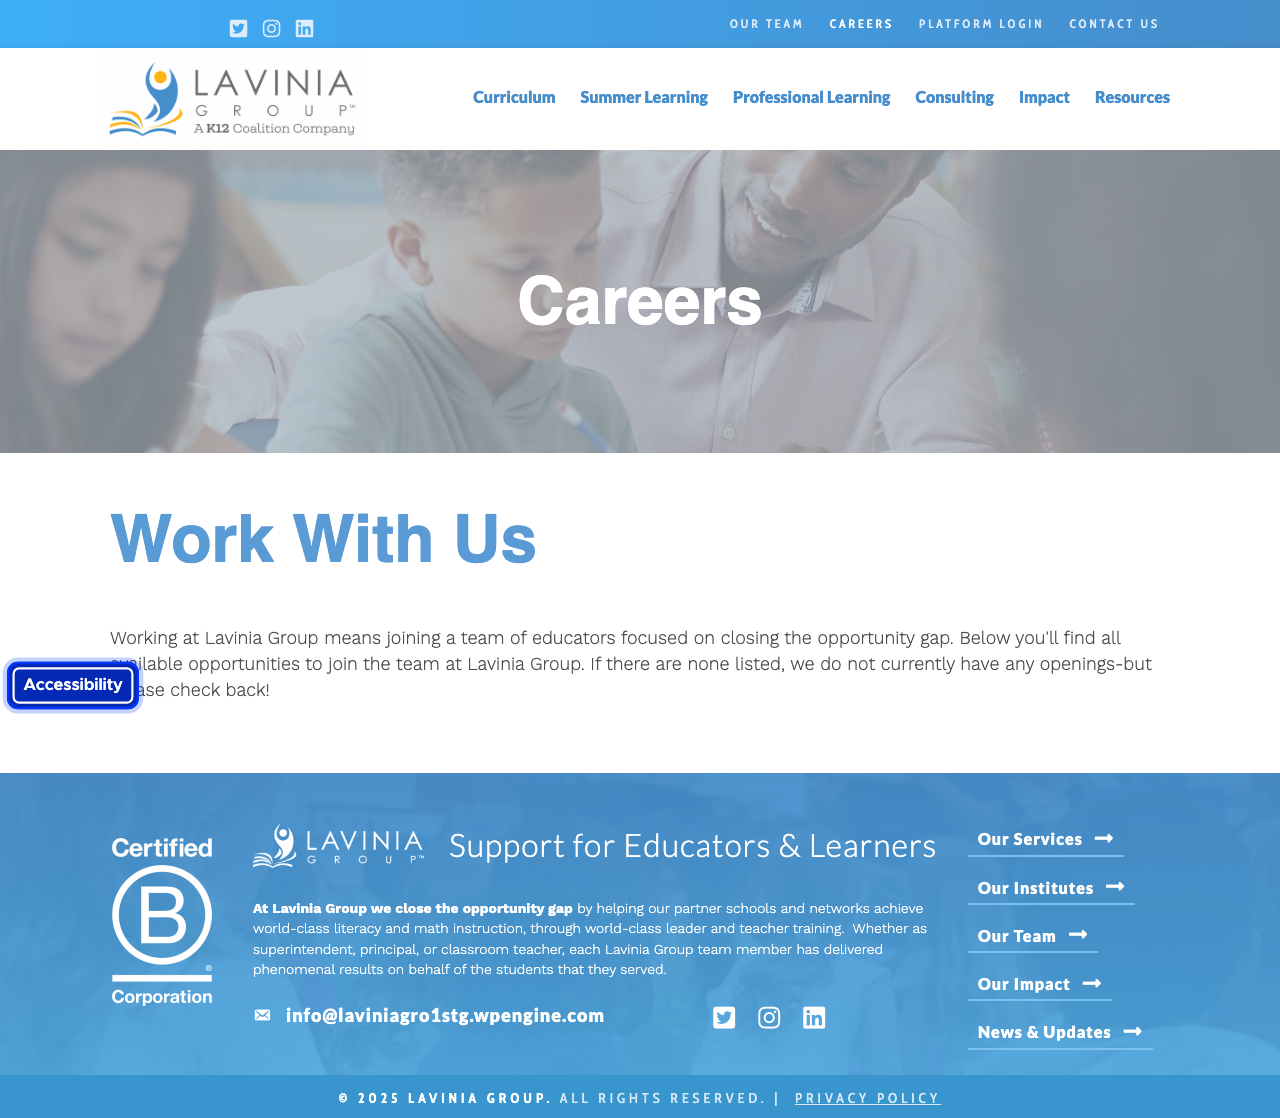 OUR TEAM CAREERS PLATFORM LOGIN CONTACT US
LAVINIA
GROUP™
A K12 Coalition Company
Curriculum Summer Learning Professional Learning Consulting Impact Resources
Careers
Work With Us
Working at Lavinia Group means joining a team of educators focused on closing the opportunity gap. Below you'll find all
available opportunities to join the team at Lavinia Group. If there are none listed, we do not currently have any openings-but
ase check back!
Accessibility
Certified
B
®
Corporation
LAVINIA
GROUP™
Support for Educators & Learners
At Lavinia Group we close the opportunity gap by helping our partner schools and networks achieve
world-class literacy and math instruction, through world-class leader and teacher training. Whether as
superintendent, principal, or classroom teacher, each Lavinia Group team member has delivered
phenomenal results on behalf of the students that they served.
info@laviniagro1stg.wpengine.com
Our Services
Our Institutes
Our Team
Our Impact
News & Updates
© 2025 LAVINIA GROUP. ALL RIGHTS RESERVED. | PRIVACY POLICY